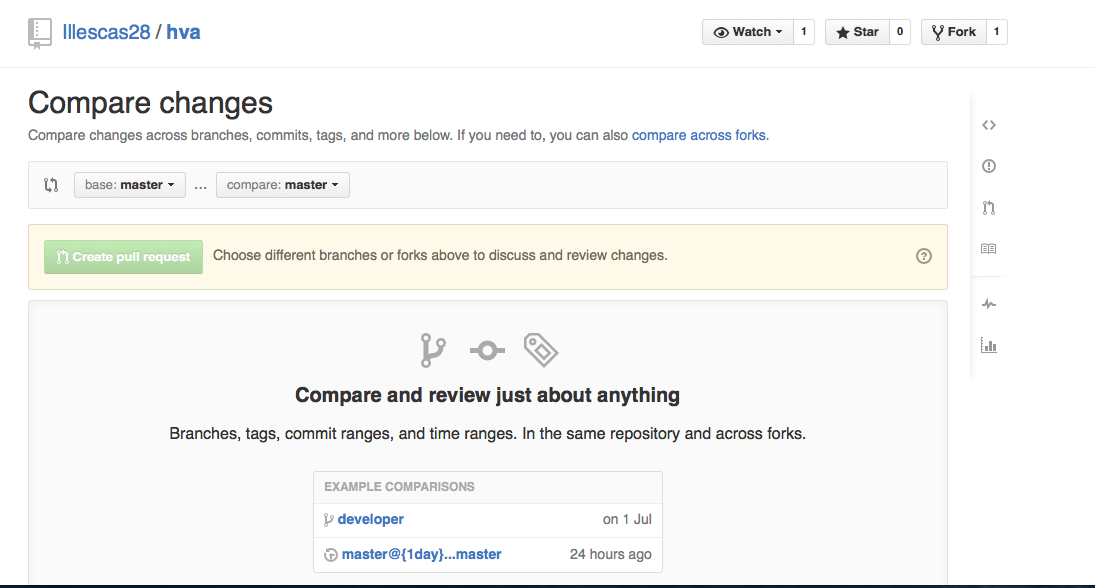 Illescas28 / hva
Watch 1 Star 0 Fork 1
Compare changes
Compare changes across branches, commits, tags, and more below. If you need to, you can also compare across forks.
base: master ... compare: master
Create pull request Choose different branches or forks above to discuss and review changes.
Compare and review just about anything
Branches, tags, commit ranges, and time ranges. In the same repository and across forks.
EXAMPLE COMPARISONS
developer on 1 Jul
master@{1day}...master 24 hours ago